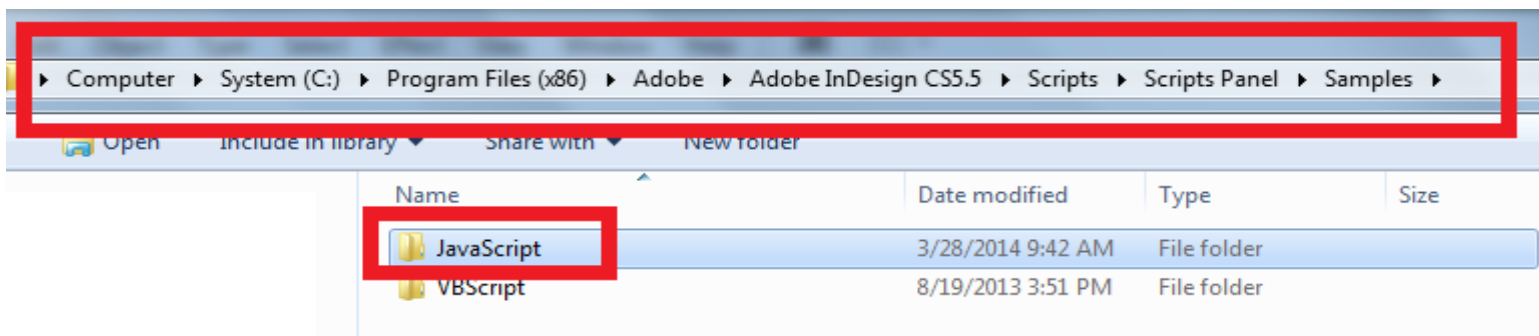 Computer ▸ System (C:) ▸ Program Files (x86) ▸ Adobe ▸ Adobe InDesign CS5.5 ▸ Scripts ▸ Scripts Panel ▸ Samples ▸
Open Include in library Share with New folder
Name Date modified Type Size
JavaScript 3/28/2014 9:42 AM File folder
VBScript 8/19/2013 3:51 PM File folder